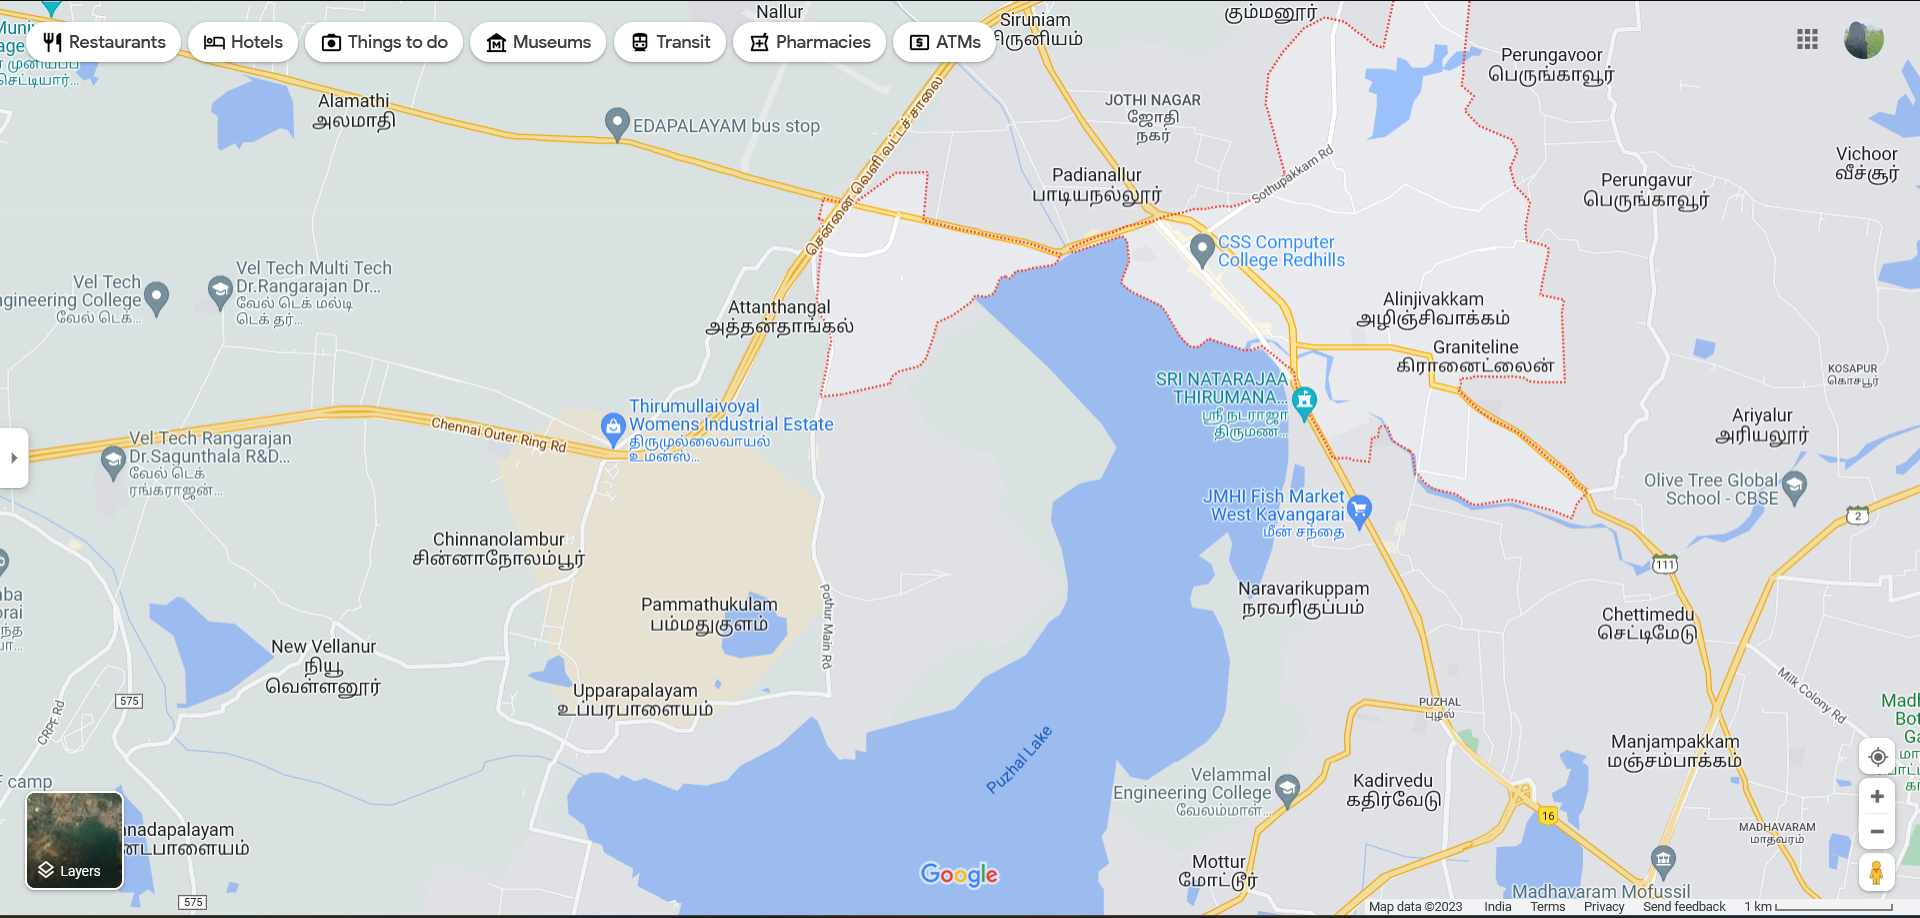 Nallur
Siruniam
கும்மனூர்
Restaurants
Hotels
Things to do
Museums
Transit
Pharmacies
ATMs
Perungavoor
பெருங்காவூர்
Alamathi
அலமாதி
EDAPALAYAM bus stop
சென்னை வெளி வட்டச் சாலை
JOTHI NAGAR
ஜோதி
நகர்
Sothupakkam Rd
Vichoor
வீச்சூர்
Padianallur
பாடியநல்லூர்
Perungavur
பெருங்காவூர்
CSS Computer
College Redhills
Vel Tech
ngineering College
வேல் டெக்...
Vel Tech Multi Tech
Dr.Rangarajan Dr...
வேல் டெக் மல்டி
டெக் தர்...
Attanthangal
அத்தன்தாங்கல்
Alinjivakkam
அழிஞ்சிவாக்கம்
Graniteline
கிரானைட்லைன்
KOSAPUR
கொசபூர்
SRI NATARAJAA
THIRUMANA...
ஸ்ரீ நடராஜா
திருமண...
Thirumullaivoyal
Womens Industrial Estate
திருமுல்லைவாயல்
உமன்ஸ்...
Chennai Outer Ring Rd
Ariyalur
அரியலூர்
Vel Tech Rangarajan
Dr.Sagunthala R&D...
வேல் டெக்
ரங்கராஜன்...
Olive Tree Global
School - CBSE
JMHI Fish Market
West Kavangarai
மீன் சந்தை
2
Chinnanolambur
சின்னாநோலம்பூர்
111
Naravarikuppam
நரவரிகுப்பம்
Pammathukulam
பம்மதுகுளம்
Pothur Main Rd
Chettimedu
செட்டிமேடு
New Vellanur
நியூ
வெள்ளனூர்
Upparapalayam
உப்பரபாளையம்
575
CRPF Rd
PUZHAL
புழல்
Milk Colony Rd
Puzhal Lake
Manjampakkam
மஞ்சம்பாக்கம்
Velammal
Engineering College
வேலம்மாள்...
Kadirvedu
கதிர்வேடு
F camp
16
MADHAVARAM
மாதவரம்
nnadapalayam
Layers
Mottur
மோட்டூர்
Google
Madhavaram Mofussil
575
Map data ©2023 India Terms Privacy Send feedback 1 km